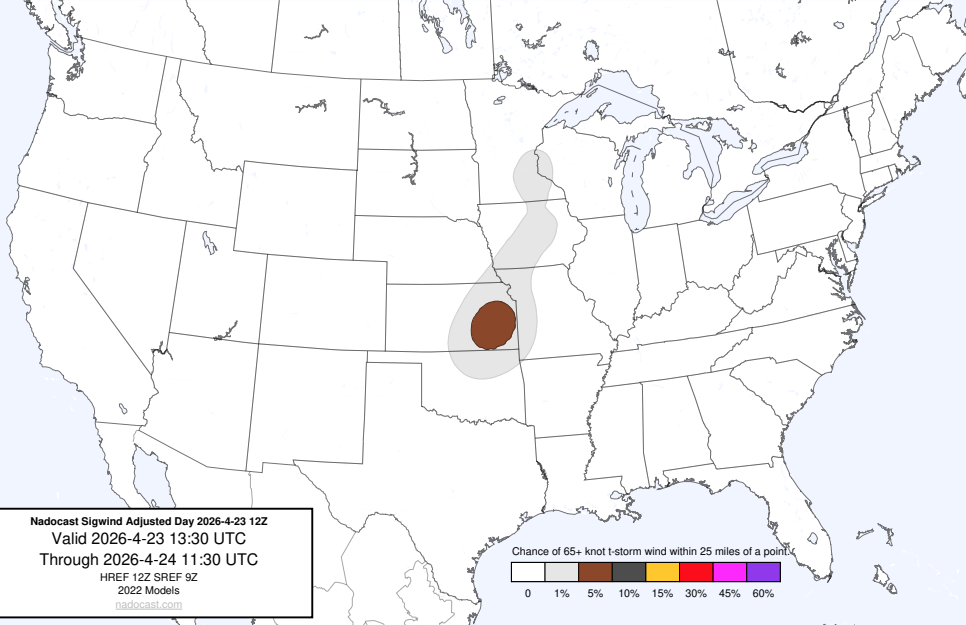 Nadocast Sigwind Adjusted Day 2026-4-23 12Z
Valid 2026-4-23 13:30 UTC
Through 2026-4-24 11:30 UTC
HREF 12Z SREF 9Z
2022 Models
nadocast.com
Chance of 65+ knot t-storm wind within 25 miles of a point.
0 1% 5% 10% 15% 30% 45% 60%